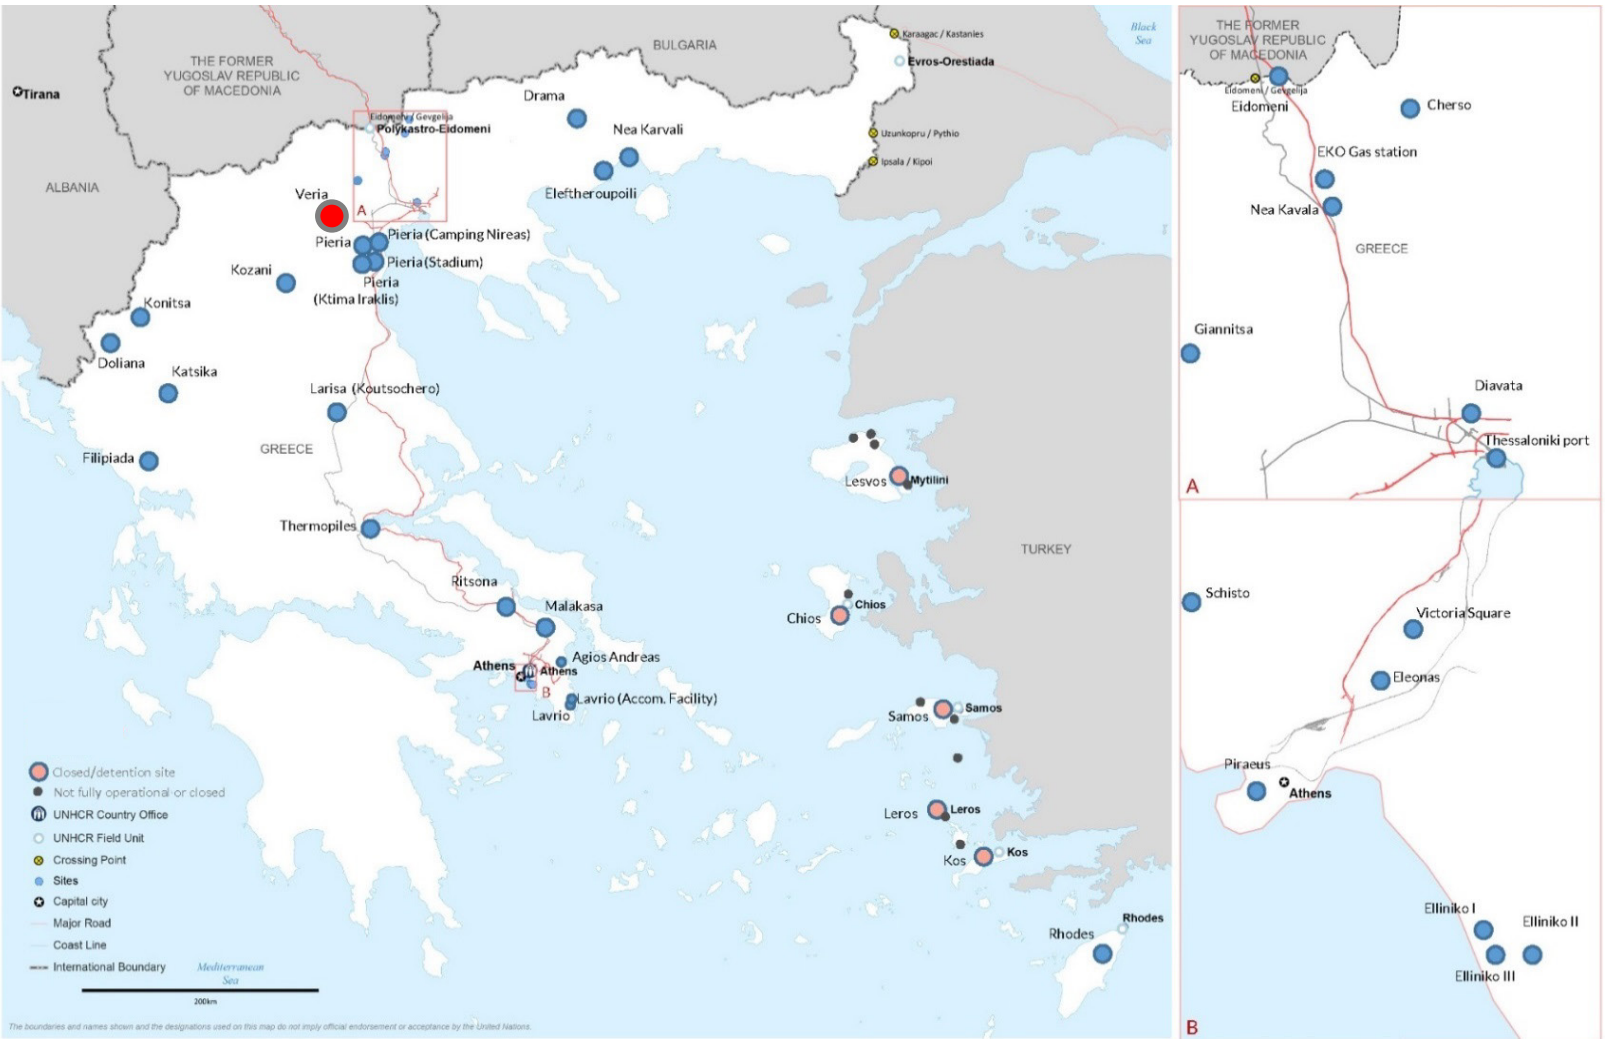 Black
Sea
BULGARIA
THE FORMER
YUGOSLAV REPUBLIC
OF MACEDONIA
Tirana
Karaagac / Kastanies
Evros-Orestiada
Drama
Nea Karvali
Eidomeni / Gevgelija
Polykastro-Eidomeni
Uzunkopru / Pythio
Ipsala / Kipoi
ALBANIA
Veria
A
Eleftheroupoili
Pieria
Pieria (Camping Nireas)
Pieria (Stadium)
Pieria
(Ktima Iraklis)
Kozani
Konitsa
Doliana
Katsika
Larisa (Koutsochero)
GREECE
Filipiada
Lesvos
Mytilini
Thermopiles
TURKEY
Ritsona
Malakasa
Chios
Chios
Agios Andreas
Athens
Athens
B
Lavrio (Accom. Facility)
Lavrio
Samos
Samos
Leros
Leros
Kos
Kos
Rhodes
Rhodes
Closed/detention site
Not fully operational or closed
UNHCR Country Office
UNHCR Field Unit
Crossing Point
Sites
Capital city
Major Road
Coast Line
International Boundary
Mediterranean
Sea
200km
The boundaries and names shown and the designations used on this map do not imply official endorsement or acceptance by the United Nations.
THE FORMER
YUGOSLAV REPUBLIC
OF MACEDONIA
Eidomeni / Gevgelija
Eidomeni
Cherso
EKO Gas station
Nea Kavala
GREECE
Giannitsa
Diavata
Thessaloniki port
A
Schisto
Victoria Square
Eleonas
Piraeus
Athens
Elliniko I
Elliniko II
Elliniko III
B